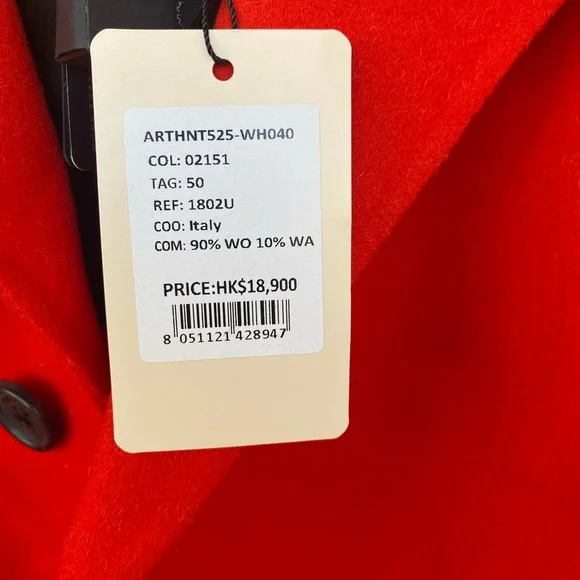 ARTHNT525-WH040
COL: 02151
TAG: 50
REF: 1802U
COO: Italy
COM: 90% WO 10% WA
PRICE:HK$18,900
8 051121 428947